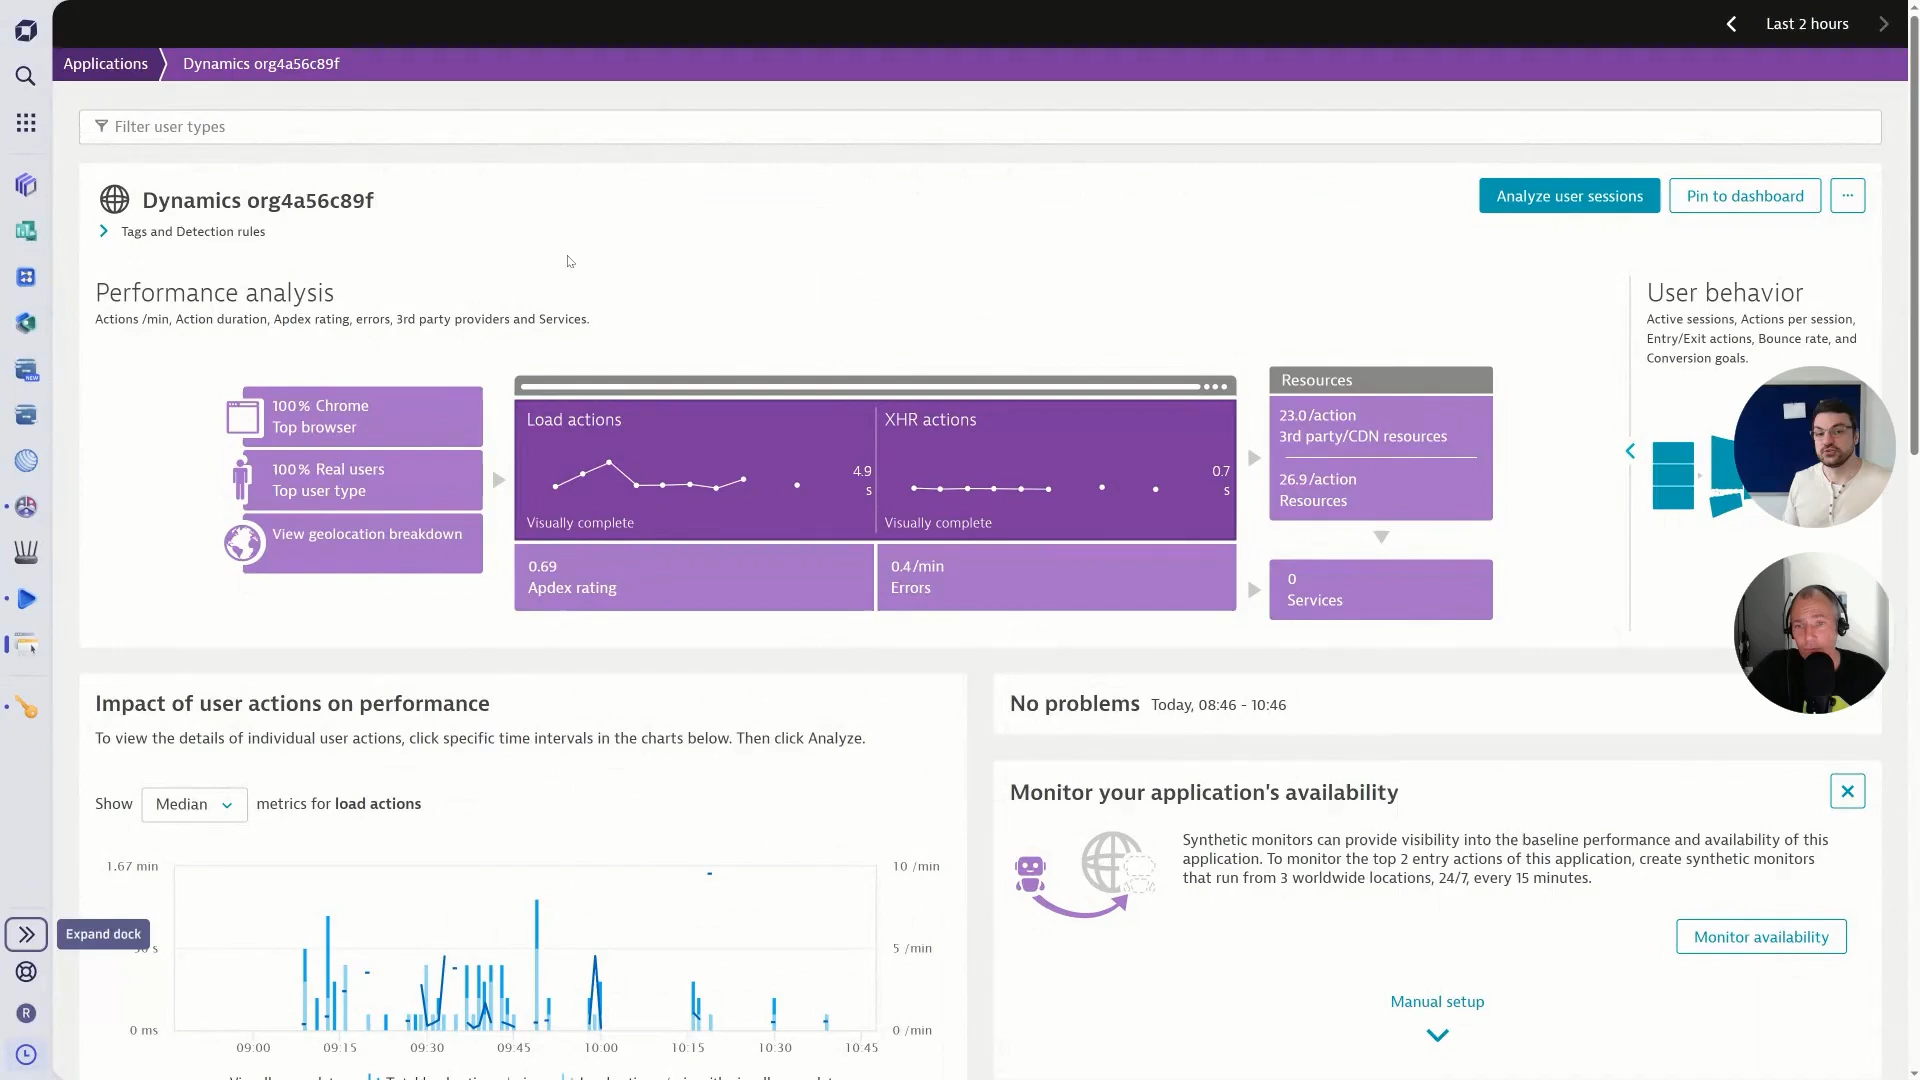 Last 2 hours
Applications
Dynamics org4a56c89f
Filter user types
Dynamics org4a56c89f
Tags and Detection rules
Analyze user sessions
Pin to dashboard
...
Performance analysis
Actions /min, Action duration, Apdex rating, errors, 3rd party providers and Services.
User behavior
Active sessions, Actions per session,
Entry/Exit actions, Bounce rate, and
Conversion goals.
100% Chrome
Top browser
100% Real users
Top user type
View geolocation breakdown
Load actions
4.9
s
Visually complete
XHR actions
0.7
s
Visually complete
0.69
Apdex rating
0.4/min
Errors
Resources
23.0/action
3rd party/CDN resources
26.9/action
Resources
0
Services
NEW
Impact of user actions on performance
To view the details of individual user actions, click specific time intervals in the charts below. Then click Analyze.
Show
Median
metrics for load actions
1.67 min
0 ms
10 /min
5 /min
0 /min
09:00
09:15
09:30
09:45
10:00
10:15
10:30
10:45
No problems
Today, 08:46 - 10:46
Monitor your application's availability
Synthetic monitors can provide visibility into the baseline performance and availability of this
application. To monitor the top 2 entry actions of this application, create synthetic monitors
that run from 3 worldwide locations, 24/7, every 15 minutes.
Monitor availability
Manual setup
Expand dock
R